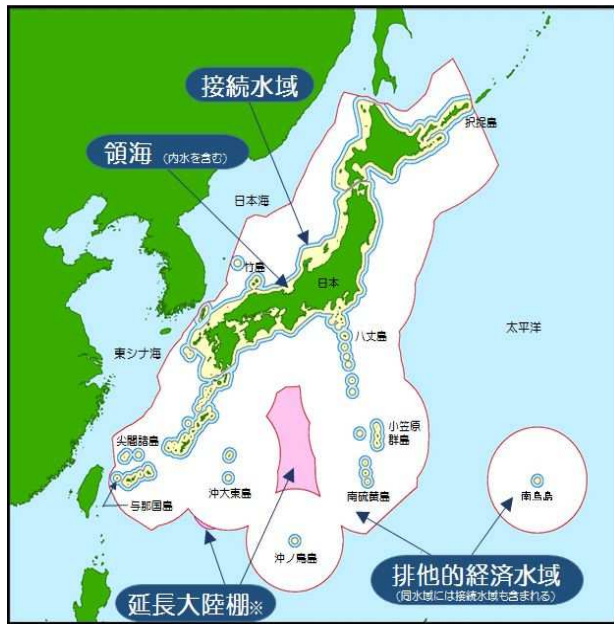 接続水域
択捉島
領海 (内水を含む)
日本海
竹島
日本
八丈島
太平洋
東シナ海
小笠原
群島
尖閣諸島
沖大東島
南硫黄島
南鳥島
与那国島
沖ノ鳥島
延長大陸棚※
排他的経済水域
(同水域には接続水域も含まれる)